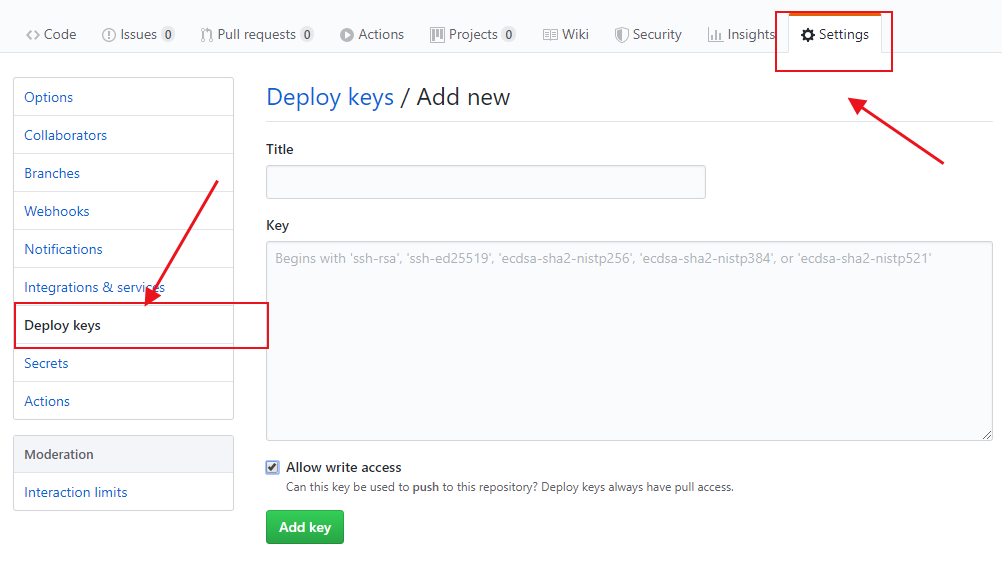 Code Issues 0 Pull requests 0 Actions Projects 0 Wiki Security Insights Settings
Options
Collaborators
Branches
Webhooks
Notifications
Integrations & services
Deploy keys
Secrets
Actions
Moderation
Interaction limits
Deploy keys / Add new
Title
Key
Begins with 'ssh-rsa', 'ssh-ed25519', 'ecdsa-sha2-nistp256', 'ecdsa-sha2-nistp384', or 'ecdsa-sha2-nistp521'
Allow write access
Can this key be used to push to this repository? Deploy keys always have pull access.
Add key